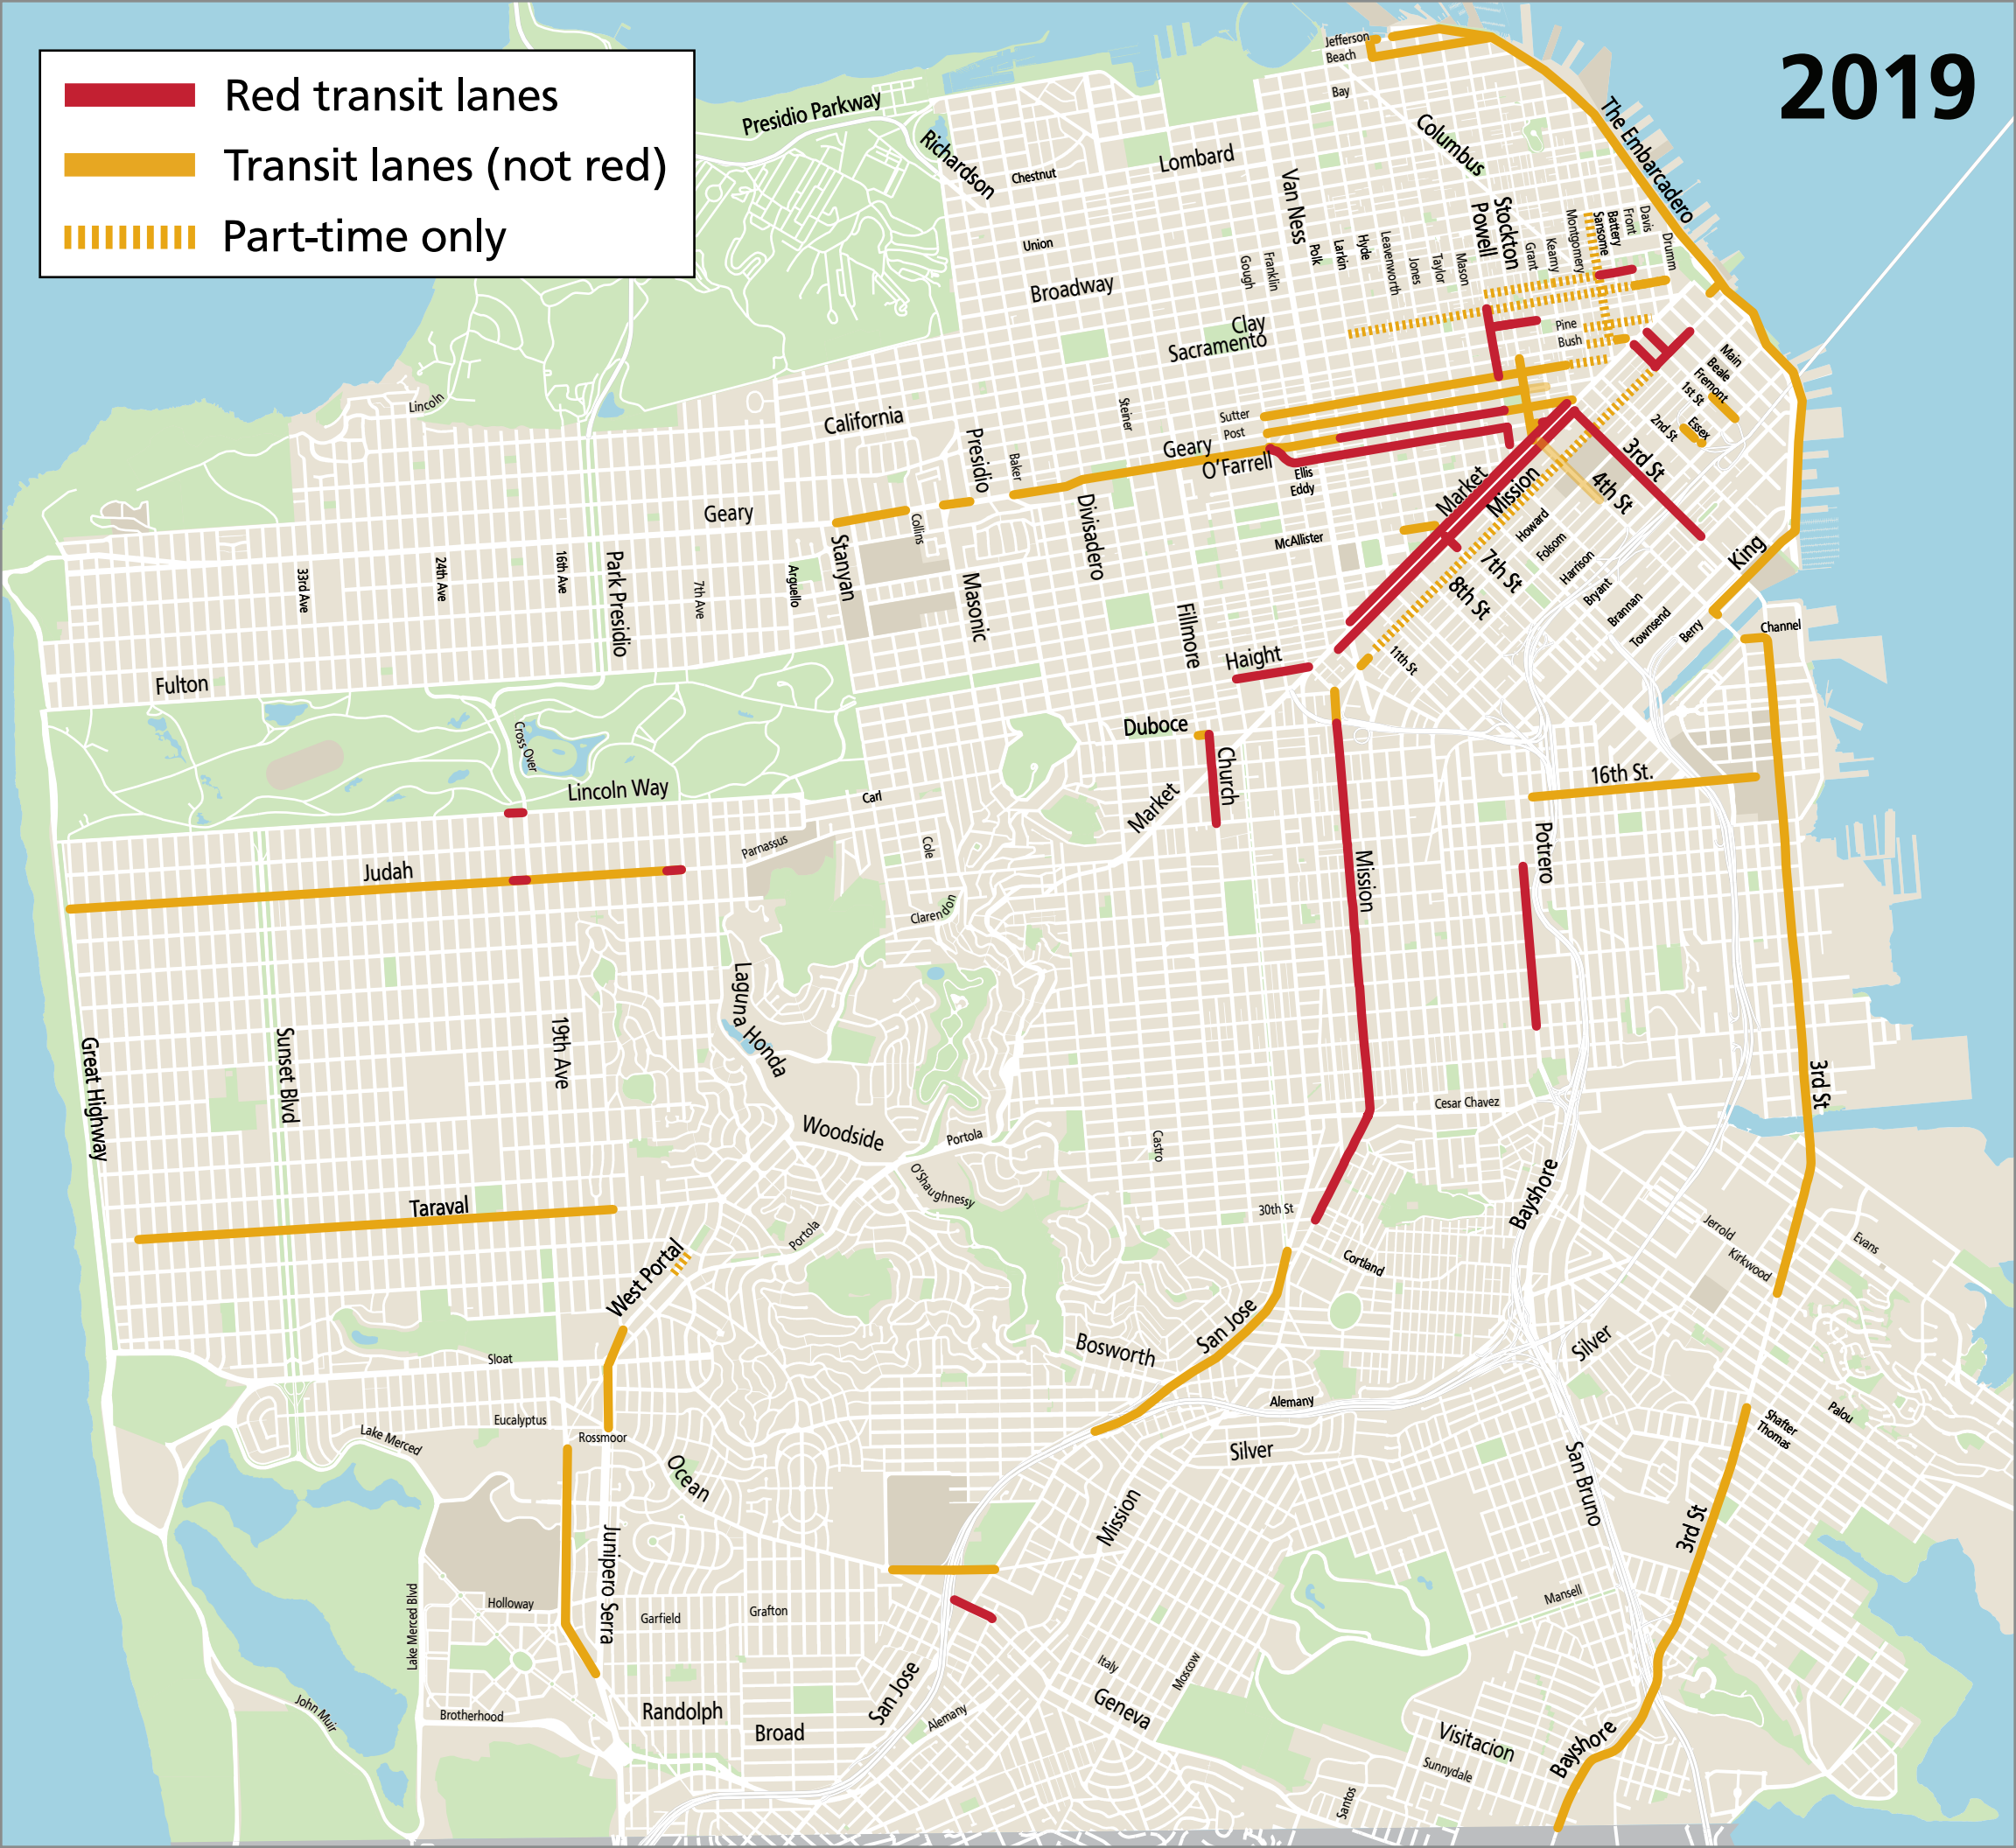 2019
Red transit lanes
Transit lanes (not red)
Part-time only
Jefferson
Beach
Bay
Presidio Parkway
Richardson
Chestnut
Lombard
Columbus
The Embarcadero
Van Ness
Union
Broadway
Gough
Franklin
Polk
Larkin
Hyde
Leavenworth
Jones
Taylor
Mason
Powell
Stockton
Grant
Kearny
Montgomery
Sansome
Battery
Front
Davis
Drumm
Clay
Sacramento
Pine
Bush
Main
Beale
Fremont
1st St
Essex
2nd St
Lincoln
California
Presidio
Baker
Steiner
Sutter
Post
Geary
O'Farrell
Ellis
Eddy
3rd St
4th St
Market
Mission
Geary
Collins
Stanyan
Divisadero
McAllister
Howard
Folsom
Harrison
Bryant
Brannan
Townsend
Berry
King
Channel
7th St
8th St
11th St
33rd Ave
24th Ave
16th Ave
Park Presidio
7th Ave
Arguello
Masonic
Fillmore
Haight
Fulton
Cross Over
Lincoln Way
Carl
Duboce
Church
Market
16th St.
Potrero
Judah
Parnassus
Cole
Mission
Clarendon
Laguna Honda
Great Highway
Sunset Blvd
19th Ave
Woodside
Portola
Castro
Cesar Chavez
3rd St
O'Shaughnessy
Taraval
Portola
30th St
Bayshore
West Portal
Cortland
Jerrold
Kirkwood
Evans
San Jose
Bosworth
Silver
Sloat
Alemany
Eucalyptus
Rossmoor
Lake Merced
Ocean
Silver
San Bruno
Shafter
Thomas
Palou
Mission
3rd St
Junipero Serra
Lake Merced Blvd
Holloway
Garfield
Grafton
Mansell
John Muir
Brotherhood
Randolph
Broad
San Jose
Alemany
Italy
Moscow
Geneva
Visitacion
Sunnydale
Bayshore
Santos